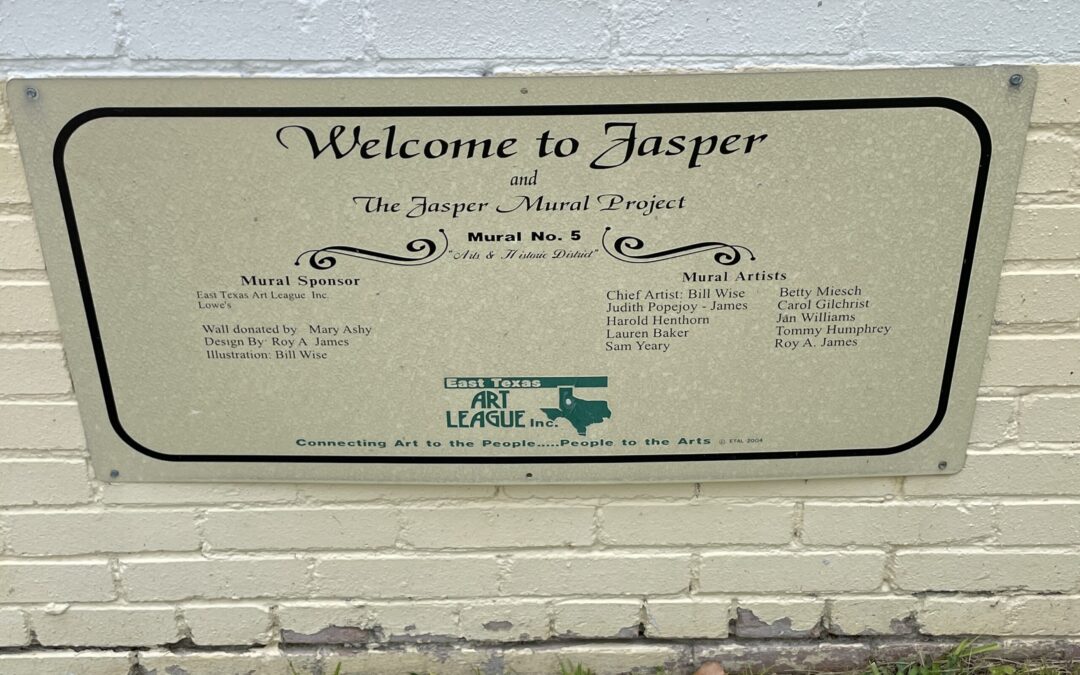 Welcome to Jasper
and
The Jasper Mural Project
Mural No. 5
"Arts & Historic District"
Mural Sponsor
East Texas Art League Inc.
Lowe's
Wall donated by Mary Ashy
Design By: Roy A. James
Illustration: Bill Wise
Mural Artists
Chief Artist: Bill Wise
Judith Popejoy - James
Harold Henthorn
Lauren Baker
Sam Yeary
Betty Miesch
Carol Gilchrist
Jan Williams
Tommy Humphrey
Roy A. James
East Texas
ART
LEAGUE Inc.
Connecting Art to the People.....People to the Arts © ETAL 2004